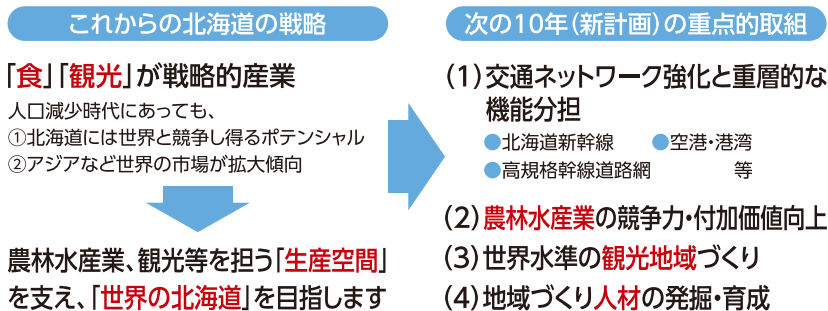 これからの北海道の戦略
「食」「観光」が戦略的産業
人口減少時代にあっても、
①北海道には世界と競争し得るポテンシャル
②アジアなど世界の市場が拡大傾向
農林水産業、観光等を担う「生産空間」
を支え、「世界の北海道」を目指します
次の10年（新計画）の重点的取組
（1）交通ネットワーク強化と重層的な
機能分担
●北海道新幹線 ●空港・港湾
●高規格幹線道路網 等
（2）農林水産業の競争力・付加価値向上
（3）世界水準の観光地域づくり
（4）地域づくり人材の発掘・育成